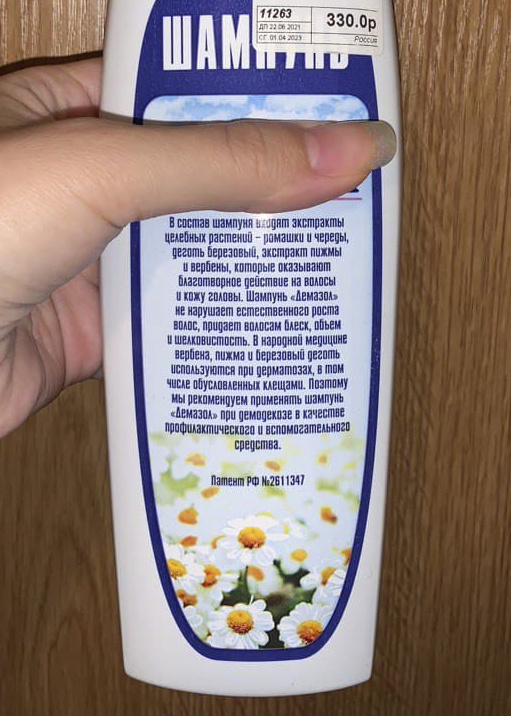 11263
330.0р
ДП 22.06.2021
СГ. 01.04.2023
Россия
ШАМПУНЬ
В состав шампуня входят экстракты
целебных растений – ромашки и череды,
деготь березовый, экстракт пижмы
и вербены, которые оказывают
благотворное действие на волосы
и кожу головы. Шампунь «Демазол»
не нарушает естественного роста
волос, придает волосам блеск, объем
и шелковистость. В народной медицине
вербена, пижма и березовый деготь
используются при дерматозах, в том
числе обусловленных клещами. Поэтому
мы рекомендуем применять шампунь
«Демазол» при демодекозе в качестве
профилактического и вспомогательного
средства.
Патент РФ №2611347